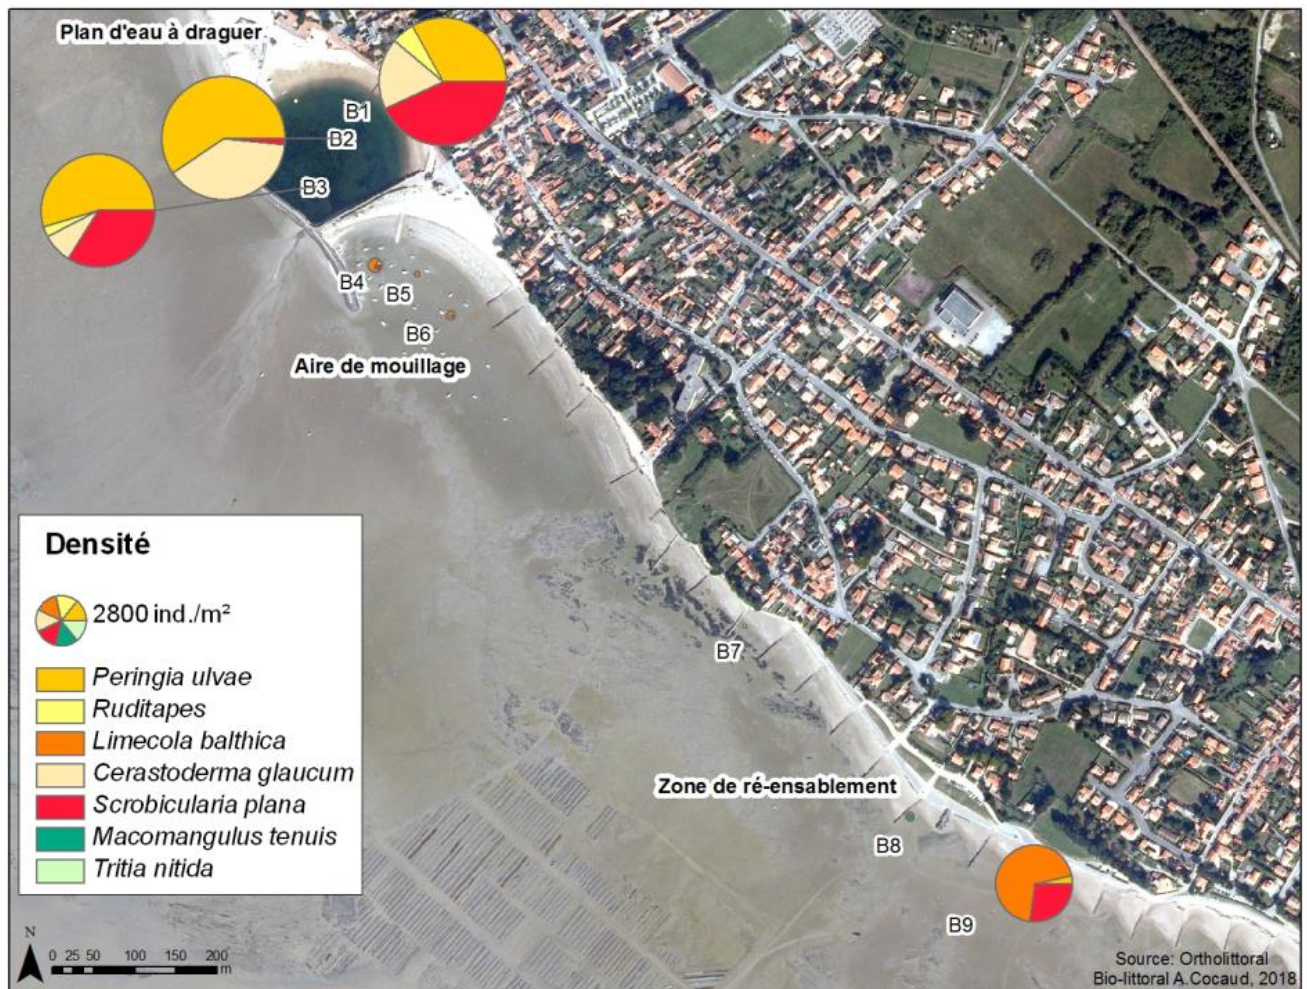 Plan d'eau à draguer
B1
B2
B3
B4
B5
B6
Aire de mouillage
Densité
2800 ind./m²
Peringia ulvae
Ruditapes
Limecola balthica
Cerastoderma glaucum
Scrobicularia plana
Macomangulus tenuis
Tritia nitida
B7
Zone de ré-ensablement
B8
B9
N
0 25 50 100 150 200
m
Source: Ortholittoral
Bio-littoral A.Cocaud, 2018